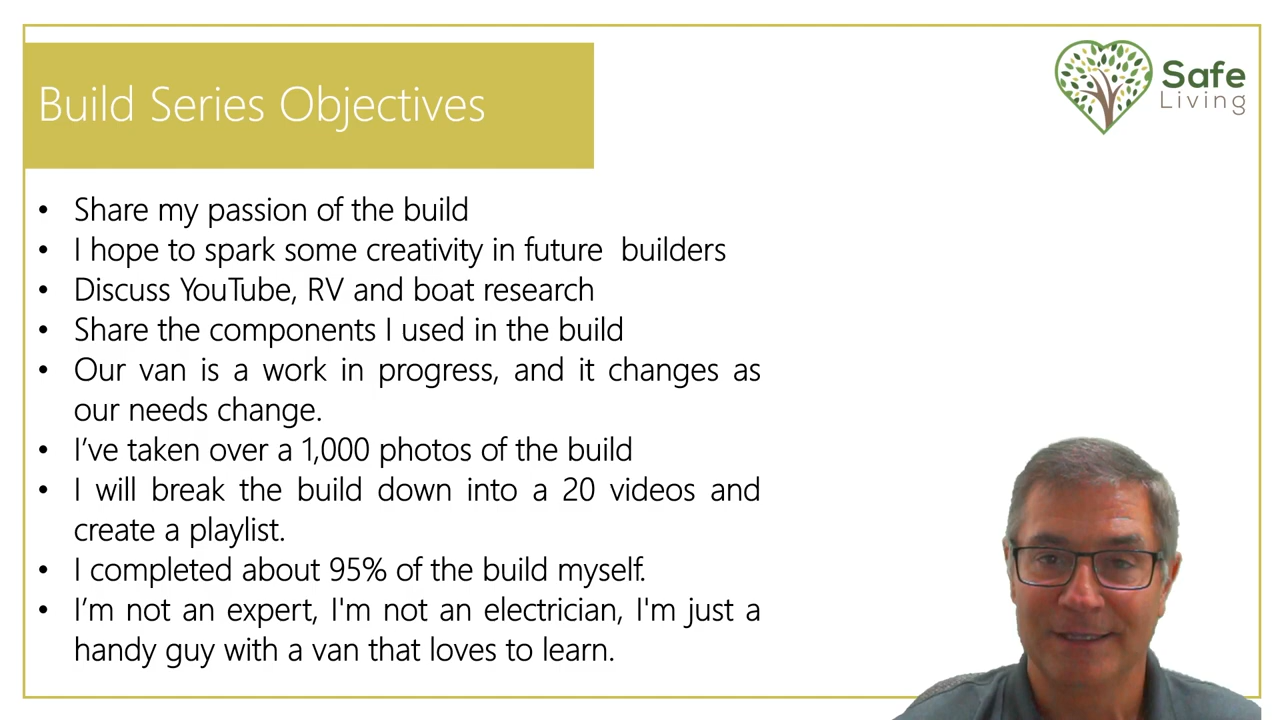 Build Series Objectives
Safe
Living
• Share my passion of the build
• I hope to spark some creativity in future  builders
• Discuss YouTube, RV and boat research
• Share the components I used in the build
• Our van is a work in progress, and it changes as
our needs change.
• I’ve taken over a 1,000 photos of the build
• I will break the build down into a 20 videos and
create a playlist.
• I completed about 95% of the build myself.
• I’m not an expert, I'm not an electrician, I'm just a
handy guy with a van that loves to learn.